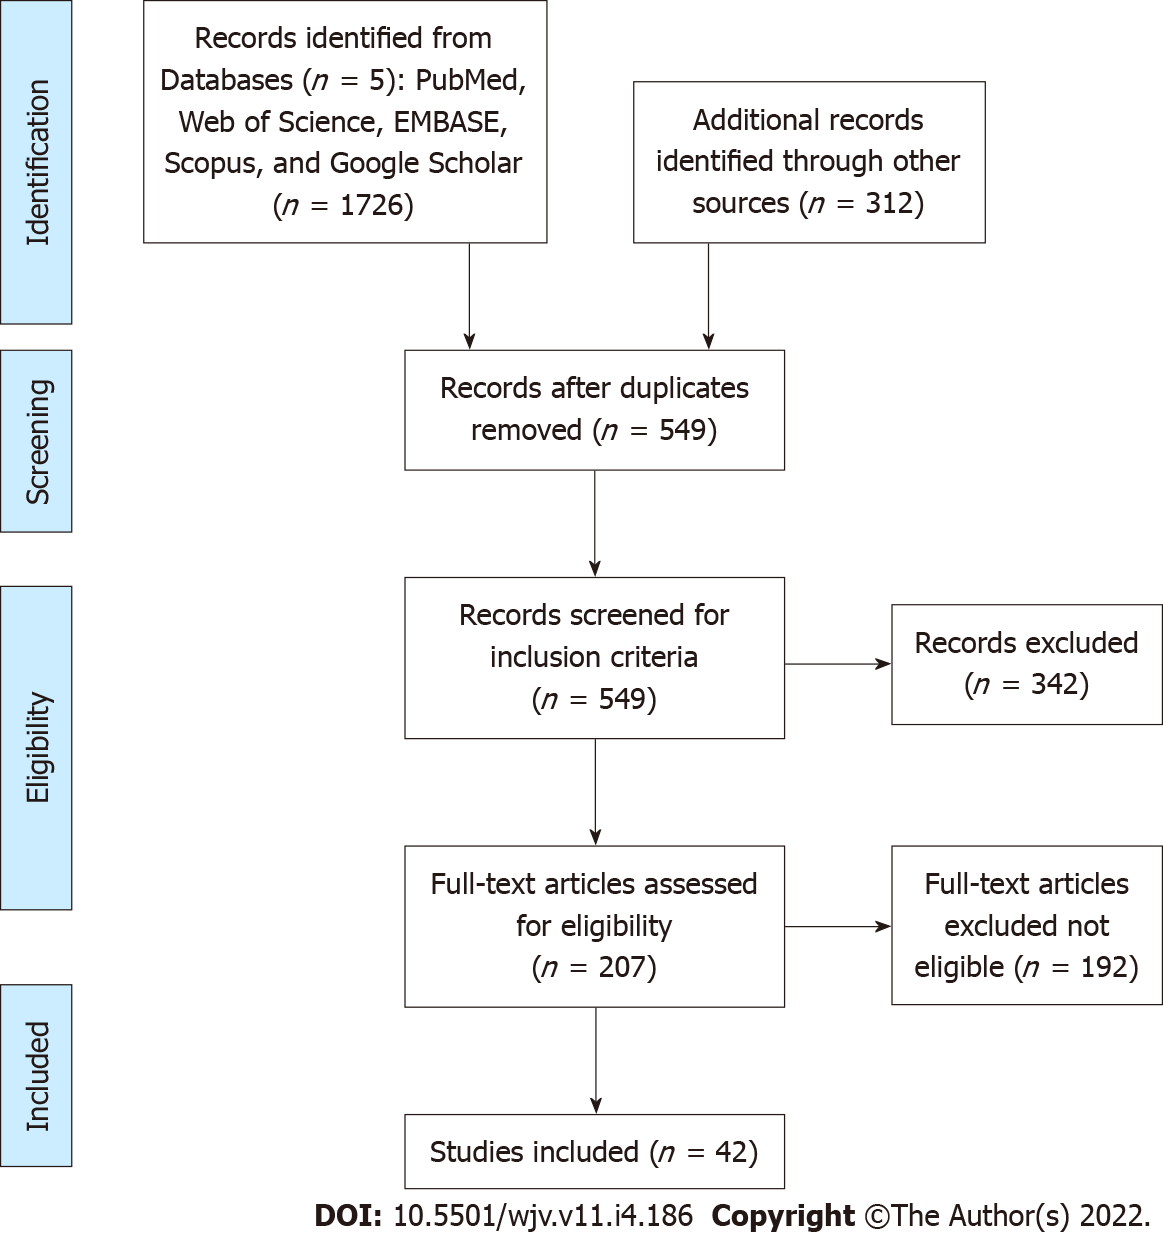 Identification
Records identified from
Databases (n = 5): PubMed,
Web of Science, EMBASE,
Scopus, and Google Scholar
(n = 1726)
Additional records
identified through other
sources (n = 312)
Screening
Records after duplicates
removed (n = 549)
Eligibility
Records screened for
inclusion criteria
(n = 549)
Records excluded
(n = 342)
Full-text articles assessed
for eligibility
(n = 207)
Full-text articles
excluded not
eligible (n = 192)
Included
Studies included (n = 42)
DOI: 10.5501/wjv.v11.i4.186 Copyright ©The Author(s) 2022.